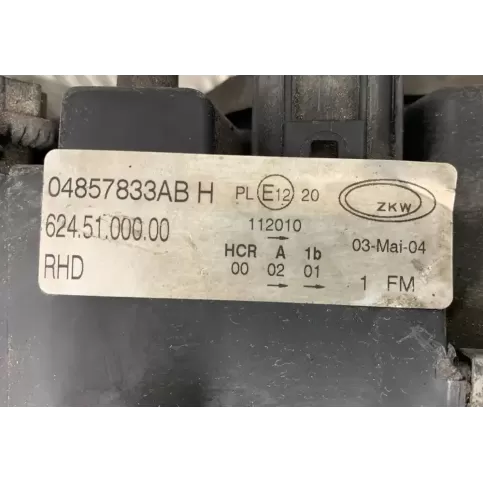 04857833AB H PL E12 20 ZKW
624.51.000.00 112010 →
HCR A 1b 03-Mai-04
RHD 00 02 01 1 FM
→ →